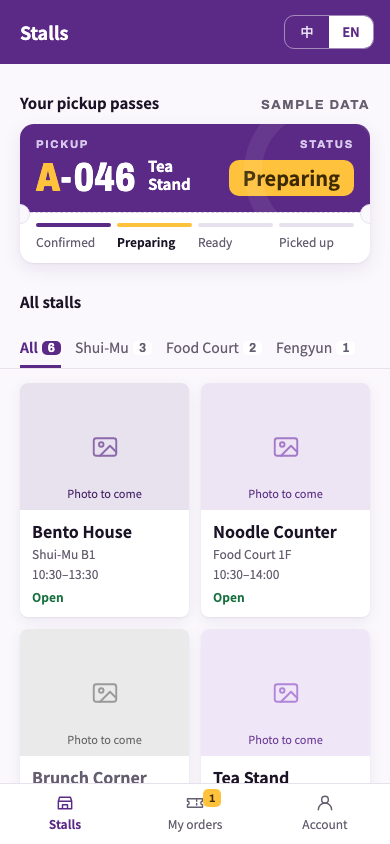 Stalls
中
EN
Your pickup passes
SAMPLE DATA
PICKUP
STATUS
A-046
Tea
Stand
Preparing
Confirmed
Preparing
Ready
Picked up
All stalls
All 6
Shui-Mu 3
Food Court 2
Fengyun 1
Photo to come
Photo to come
Bento House
Shui-Mu B1
10:30–13:30
Open
Noodle Counter
Food Court 1F
10:30–14:00
Open
Photo to come
Photo to come
Brunch Corner
Tea Stand
Stalls
1
My orders
Account